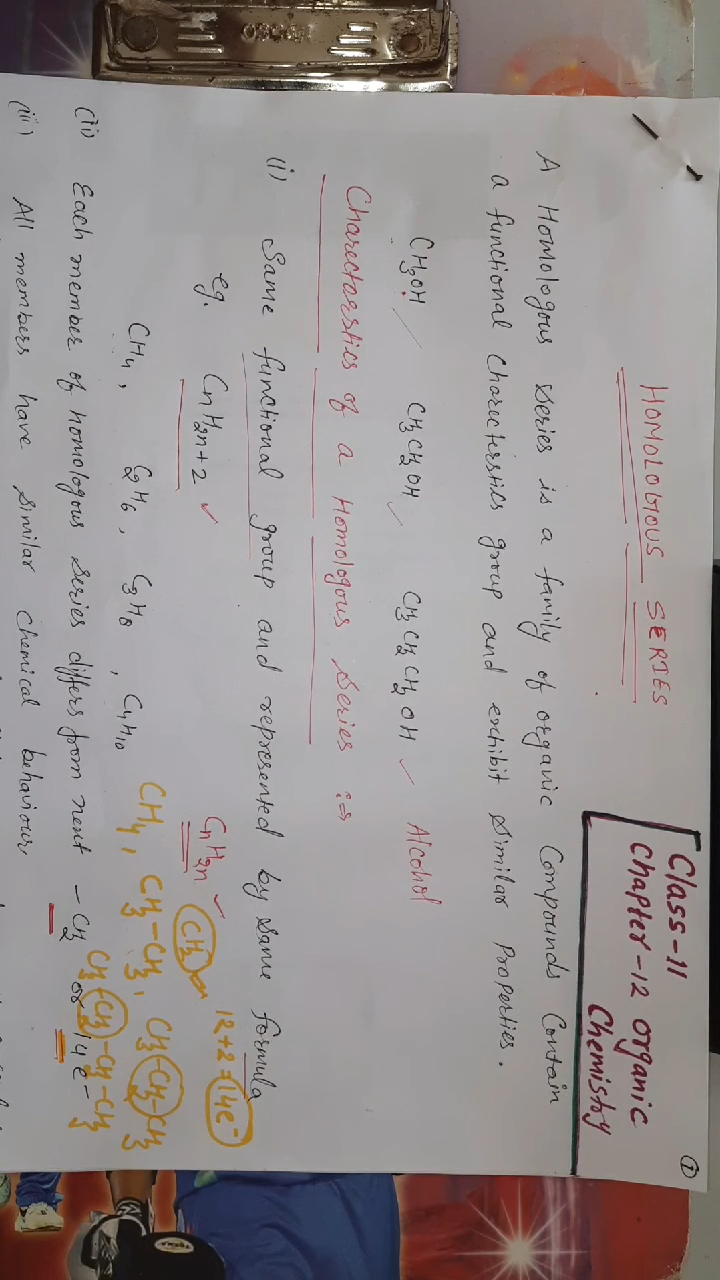 ①
Class-11
Chapter-12 Organic
Chemistry
HOMOLOGIOUS SERIES
A Homologous series is a family of organic Compounds Contain
a functional charecterstics group and exhibit similar Properties.
CH3OH CH3CH2OH CH3CH2CH2OH Alcohol
Charecterstics of a Homologous Series :⇒
(i) Same functional group and represented by same formula
eg. CnH2n+2 ✓ CnH2n ✓
CH2 or 12+2=14e-
CH4, C2H6, C3H8, C4H10
CH4, CH3-CH3, CH3-CH2-CH3
CH3-CH2-CH2-CH3
(ii) Each member of homologous series differs from next -CH2 or 14e-
(iii) All members have similar chemical behaviour,